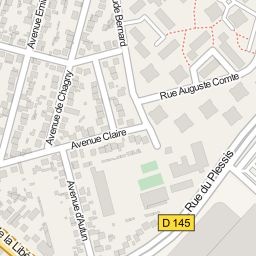 Avenue Emi
ude Bernard
Avenue de Chagny
Rue Auguste Comte
Avenue Claire
Avenue d'Autun
Rue du Plessis
D 145
la Libé